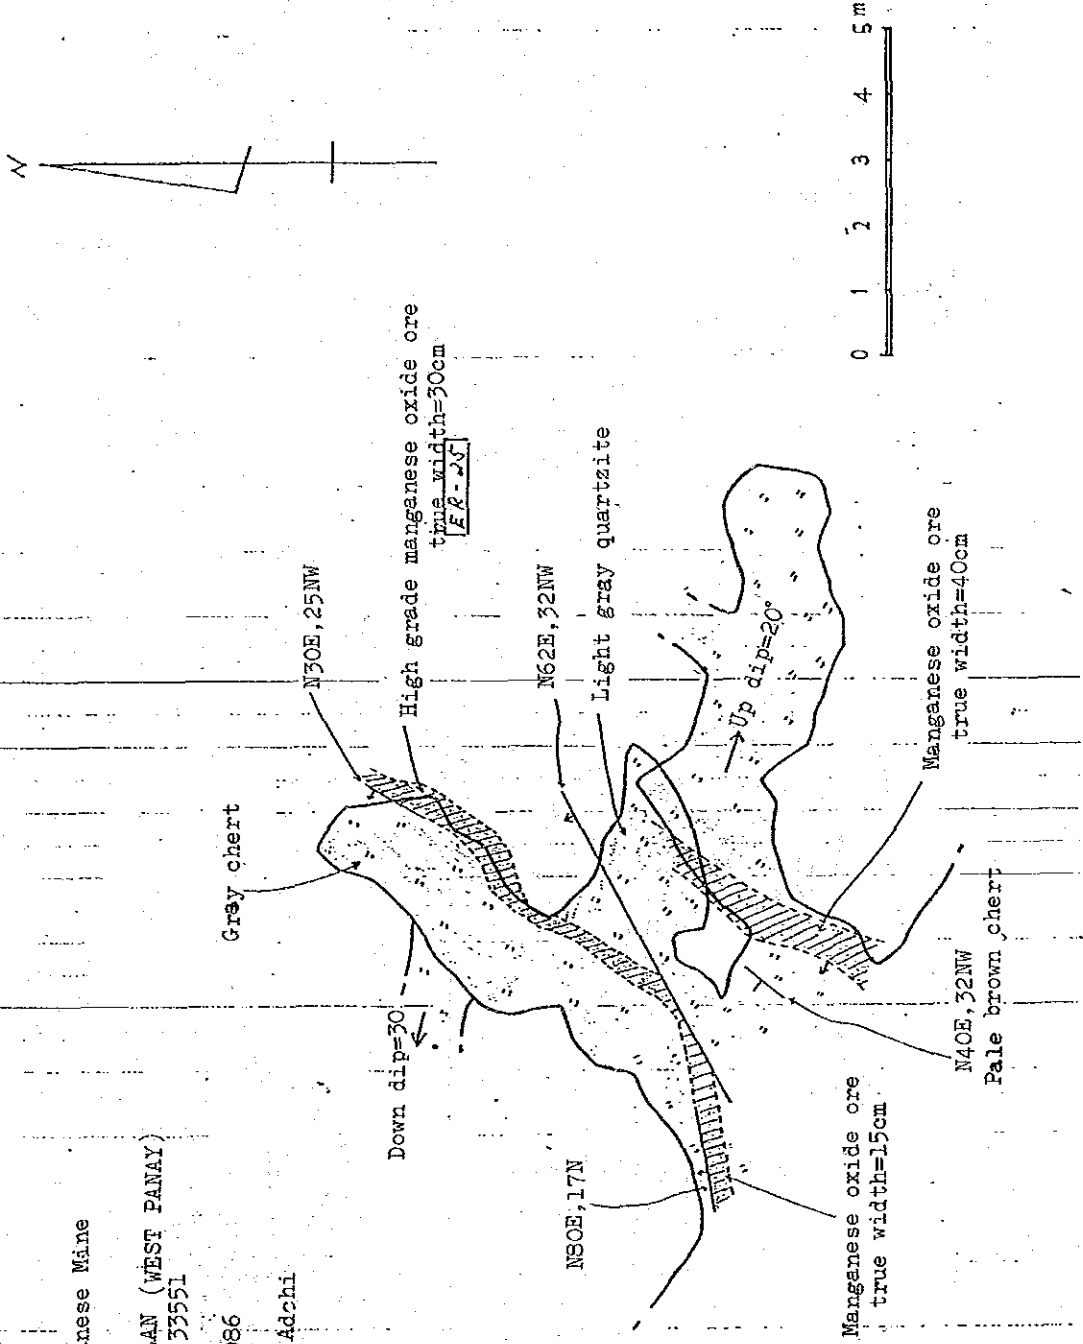 nese Mine
AN (WEST PANAY)
33551
86
Adchi
N
Gray chert
N30E,25NW
High grade manganese oxide ore
true width=30cm
ER-25
Down dip=30
N62E,32NW
Light gray quartzite
N80E,17N
Up dip=20°
Manganese oxide ore
true width=15cm
N40E,32NW
Pale brown chert
Manganese oxide ore
true width=40cm
0 1 2 3 4 5 m